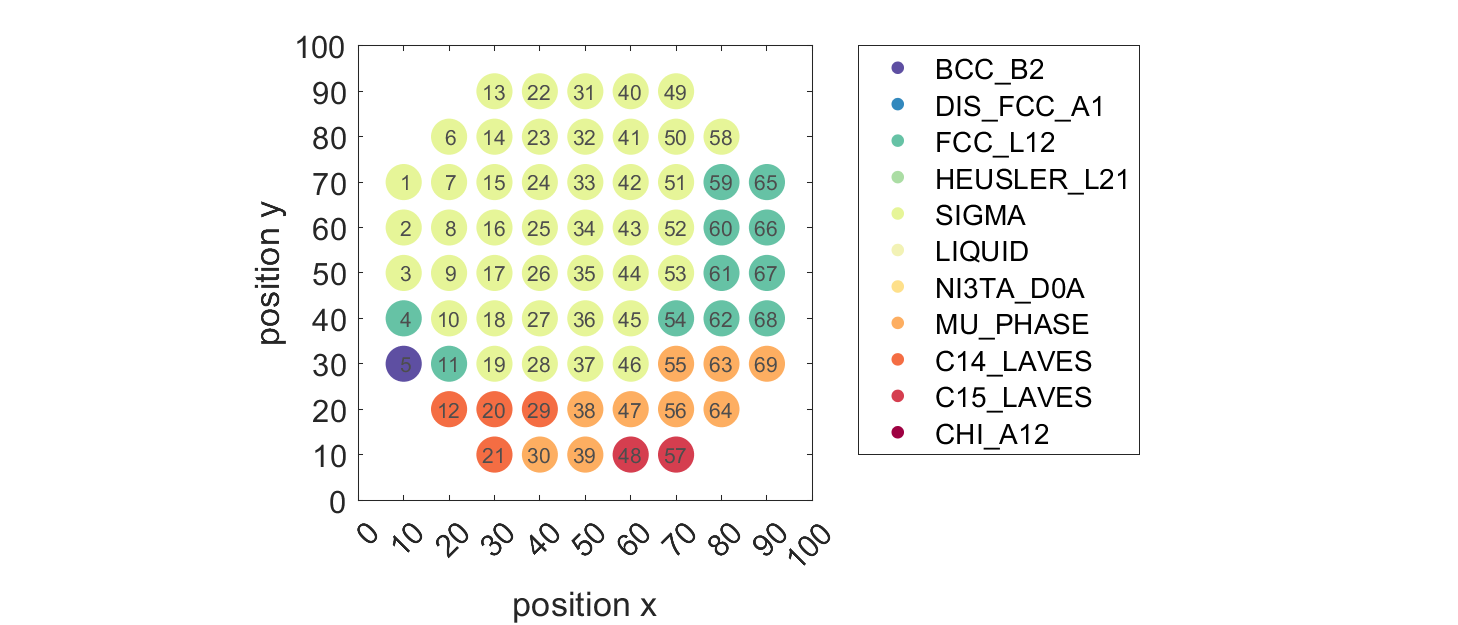 100
90
80
70
60
50
40
30
20
10
0
position y
13 22 31 40 49
6 14 23 32 41 50 58
1 7 15 24 33 42 51 59 65
2 8 16 25 34 43 52 60 66
3 9 17 26 35 44 53 61 67
4 10 18 27 36 45 54 62 68
5 11 19 28 37 46 55 63 69
12 20 29 38 47 56 64
21 30 39 48 57
0 10 20 30 40 50 60 70 80 90 100
position x
BCC_B2
DIS_FCC_A1
FCC_L12
HEUSLER_L21
SIGMA
LIQUID
NI3TA_D0A
MU_PHASE
C14_LAVES
C15_LAVES
CHI_A12